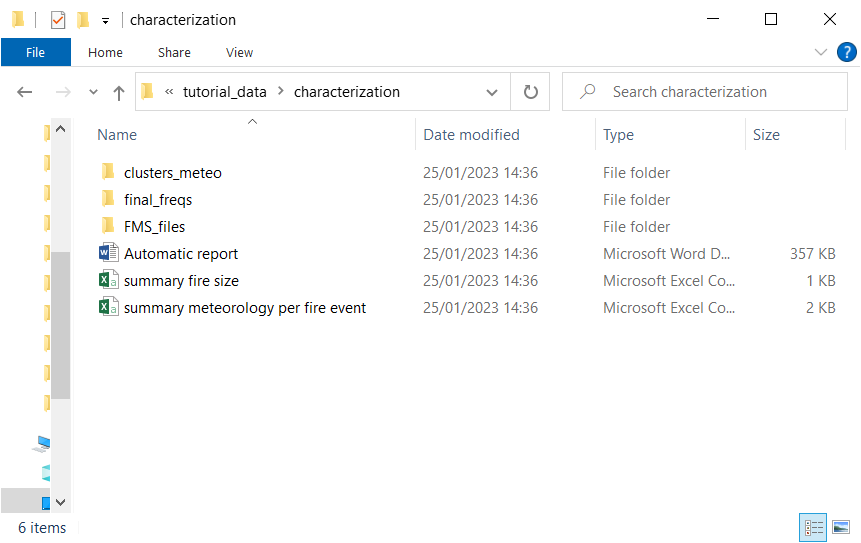 characterization
File Home Share View ?
« tutorial_data > characterization Search characterization
Name Date modified Type Size
clusters_meteo 25/01/2023 14:36 File folder
final_freqs 25/01/2023 14:36 File folder
FMS_files 25/01/2023 14:36 File folder
Automatic report 25/01/2023 14:36 Microsoft Word D... 357 KB
summary fire size 25/01/2023 14:36 Microsoft Excel Co... 1 KB
summary meteorology per fire event 25/01/2023 14:36 Microsoft Excel Co... 2 KB
6 items